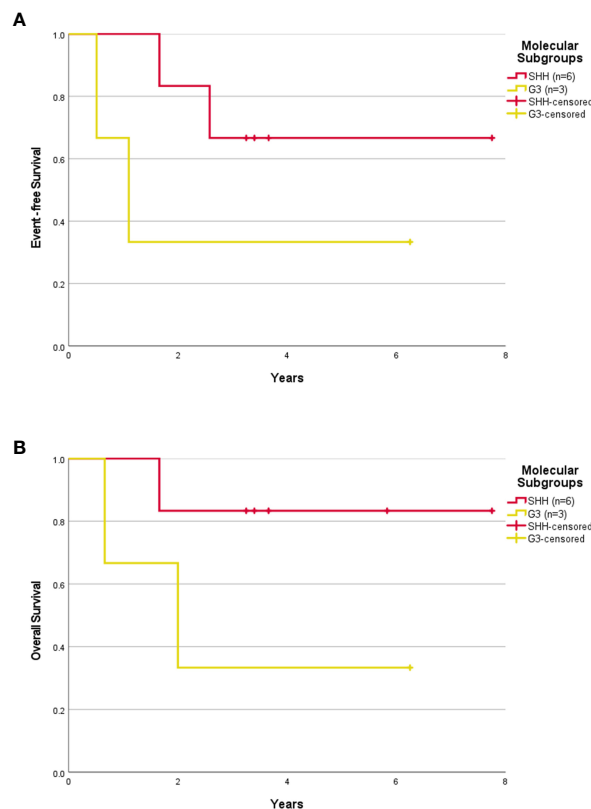 A
Molecular
Subgroups
SHH (n=6)
G3 (n=3)
SHH-censored
G3-censored
Event-free Survival
1.0
0.8
0.6
0.4
0.2
0.0
0 2 4 6 8
Years
B
Molecular
Subgroups
SHH (n=6)
G3 (n=3)
SHH-censored
G3-censored
Overall Survival
1.0
0.8
0.6
0.4
0.2
0.0
0 2 4 6 8
Years